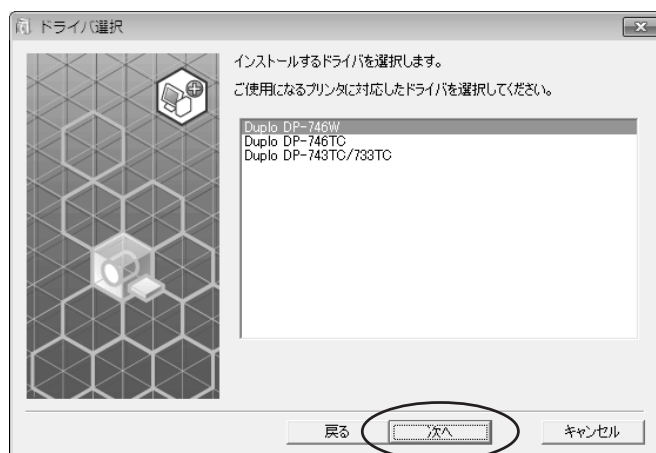 ドライバ選択
インストールするドライバを選択します。
ご使用になるプリンタに対応したドライバを選択してください。
Duplo DP-746W
Duplo DP-746TC
Duplo DP-743TC/733TC
戻る 次へ キャンセル